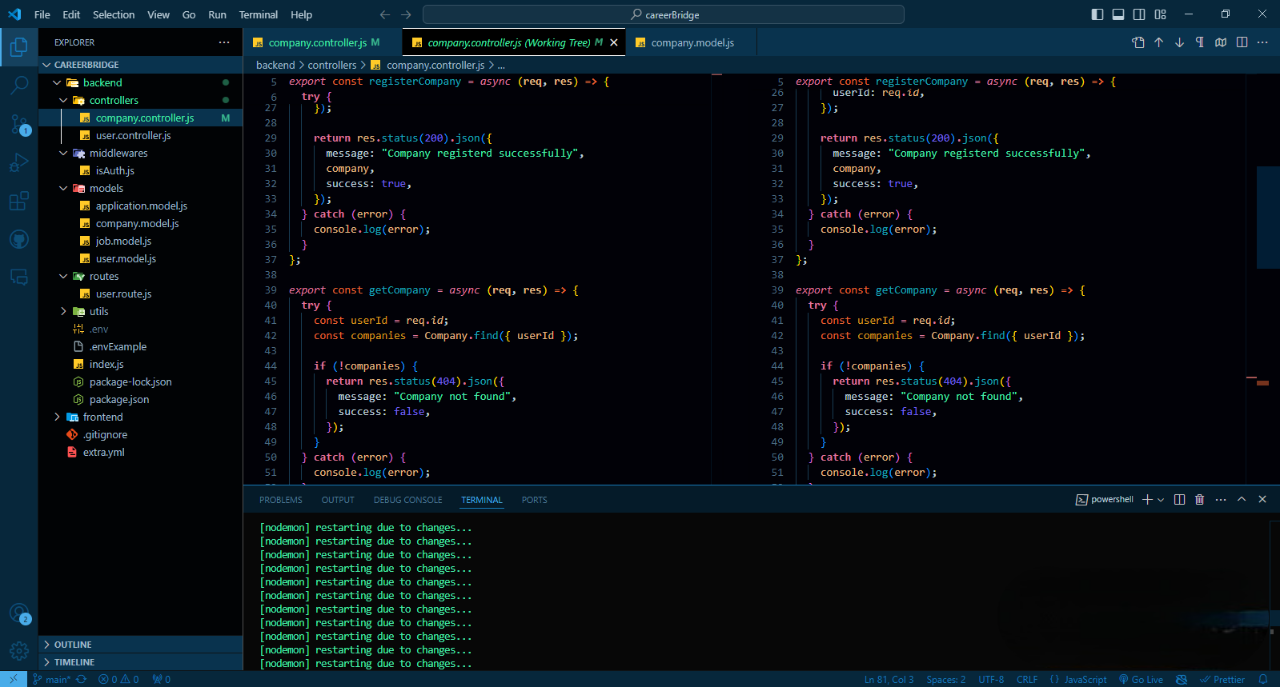 File Edit Selection View Go Run Terminal Help
careerBridge
EXPLORER
CAREERBRIDGE
backend
controllers
company.controller.js M
user.controller.js
middlewares
isAuth.js
models
application.model.js
company.model.js
job.model.js
user.model.js
routes
user.route.js
utils
.env
.envExample
index.js
package-lock.json
package.json
frontend
.gitignore
extra.yml
OUTLINE
TIMELINE
1
2
company.controller.js M
company.controller.js (Working Tree) M
company.model.js
backend > controllers > company.controller.js > ...
5 export const registerCompany = async (req, res) => {
6 try {
27 });
28
29 return res.status(200).json({
30 message: "Company registerd successfully",
31 company,
32 success: true,
33 });
34 } catch (error) {
35 console.log(error);
36 }
37 };
38
39 export const getCompany = async (req, res) => {
40 try {
41 const userId = req.id;
42 const companies = Company.find({ userId });
43
44 if (!companies) {
45 return res.status(404).json({
46 message: "Company not found",
47 success: false,
48 });
49 }
50 } catch (error) {
51 console.log(error);
5 export const registerCompany = async (req, res) => {
26 userId: req.id,
27 });
28
29 return res.status(200).json({
30 message: "Company registerd successfully",
31 company,
32 success: true,
33 });
34 } catch (error) {
35 console.log(error);
36 }
37 };
38
39 export const getCompany = async (req, res) => {
40 try {
41 const userId = req.id;
42 const companies = Company.find({ userId });
43
44 if (!companies) {
45 return res.status(404).json({
46 message: "Company not found",
47 success: false,
48 });
49 }
50 } catch (error) {
51 console.log(error);
PROBLEMS OUTPUT DEBUG CONSOLE TERMINAL PORTS
powershell
[nodemon] restarting due to changes...
[nodemon] restarting due to changes...
[nodemon] restarting due to changes...
[nodemon] restarting due to changes...
[nodemon] restarting due to changes...
[nodemon] restarting due to changes...
[nodemon] restarting due to changes...
[nodemon] restarting due to changes...
[nodemon] restarting due to changes...
[nodemon] restarting due to changes...
[nodemon] restarting due to changes...
main* 0 0 0
Ln 81, Col 3 Spaces: 2 UTF-8 CRLF {} JavaScript Go Live Prettier